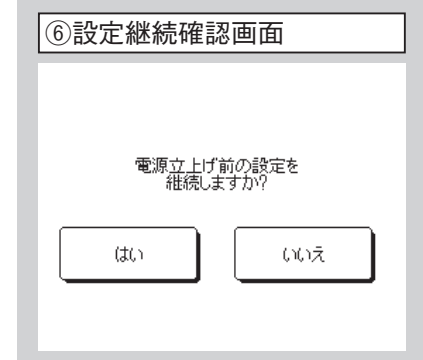 ⑥設定継続確認画面
電源立上げ前の設定を
継続しますか?
はい
いいえ